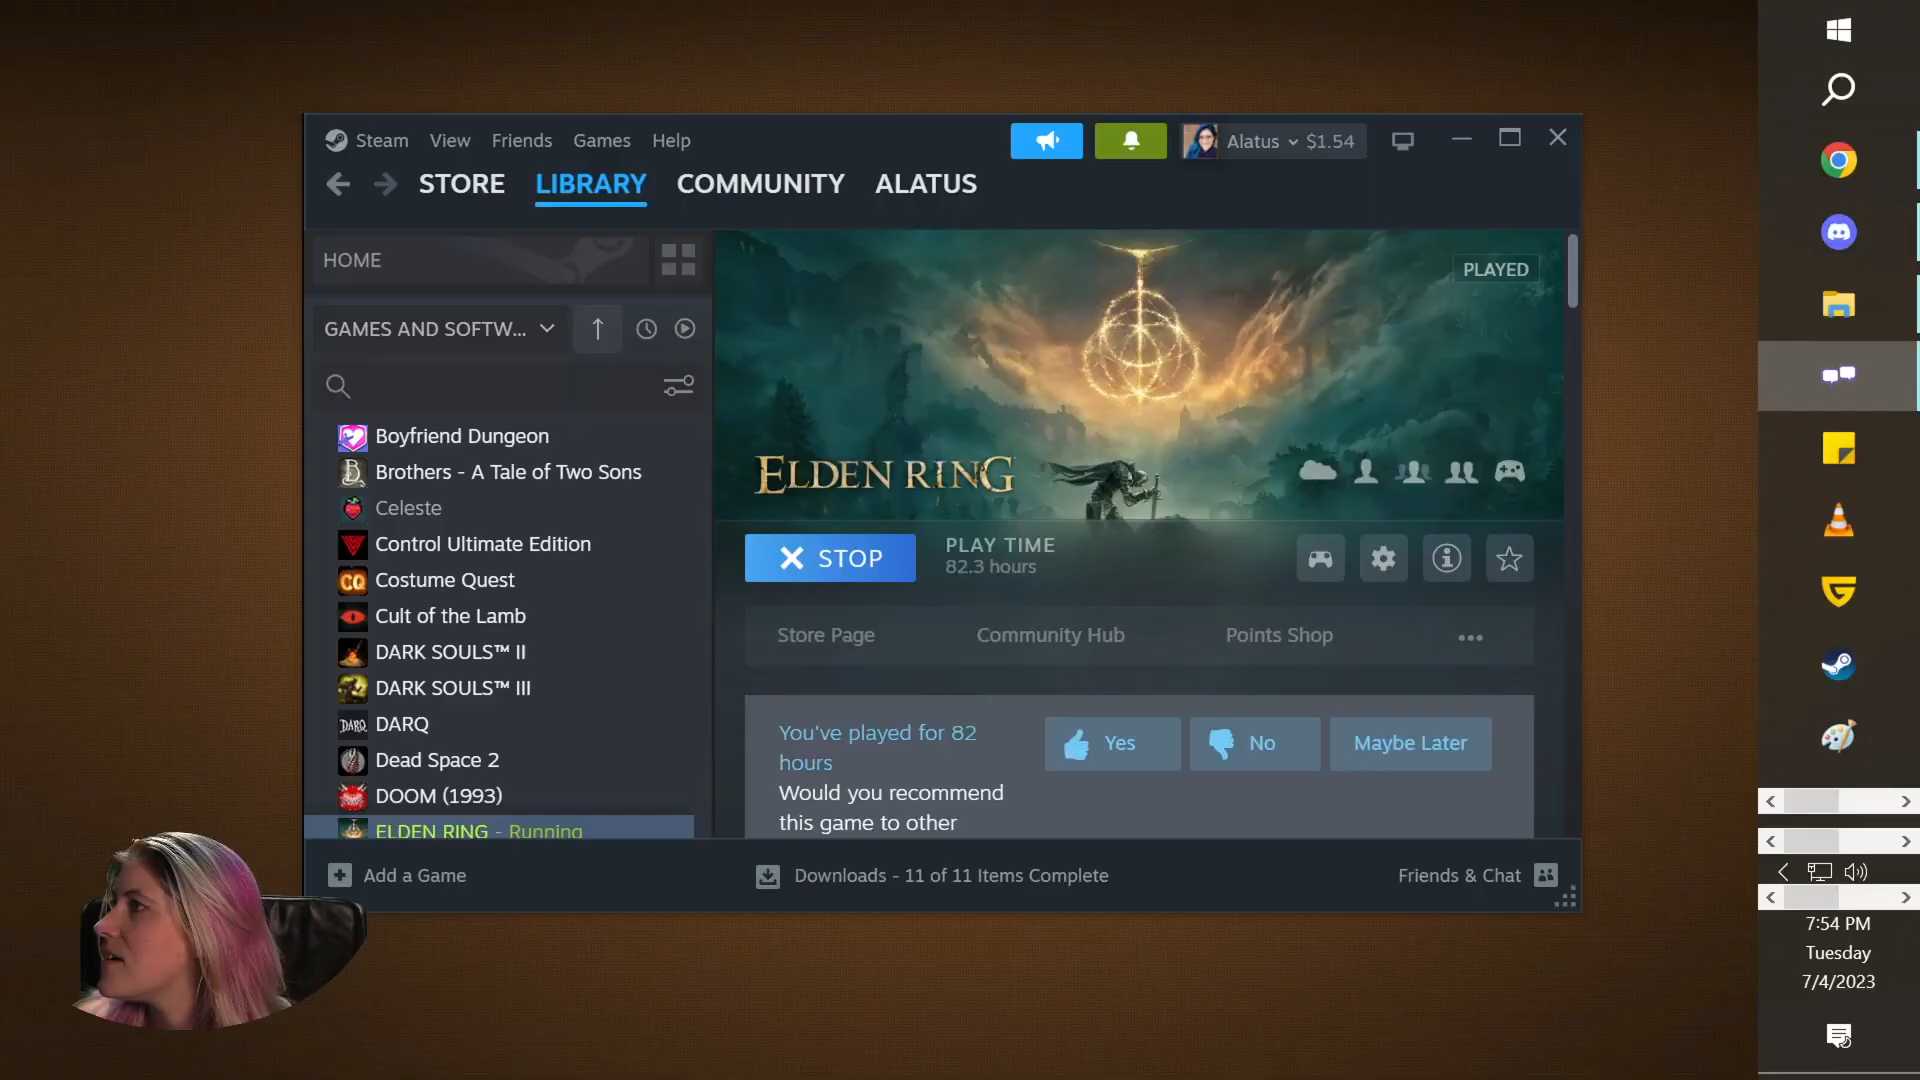 Steam View Friends Games Help
Alatus $1.54
STORE LIBRARY COMMUNITY ALATUS
HOME
PLAYED
GAMES AND SOFTW...
Boyfriend Dungeon
Brothers - A Tale of Two Sons
Celeste
Control Ultimate Edition
Costume Quest
Cult of the Lamb
DARK SOULS™ II
DARK SOULS™ III
DARQ
Dead Space 2
DOOM (1993)
ELDEN RING - Running
ELDEN RING
STOP
PLAY TIME
82.3 hours
Store Page Community Hub Points Shop
You've played for 82
hours
Would you recommend
this game to other
Yes No Maybe Later
Add a Game
Downloads - 11 of 11 Items Complete
Friends & Chat
7:54 PM
Tuesday
7/4/2023